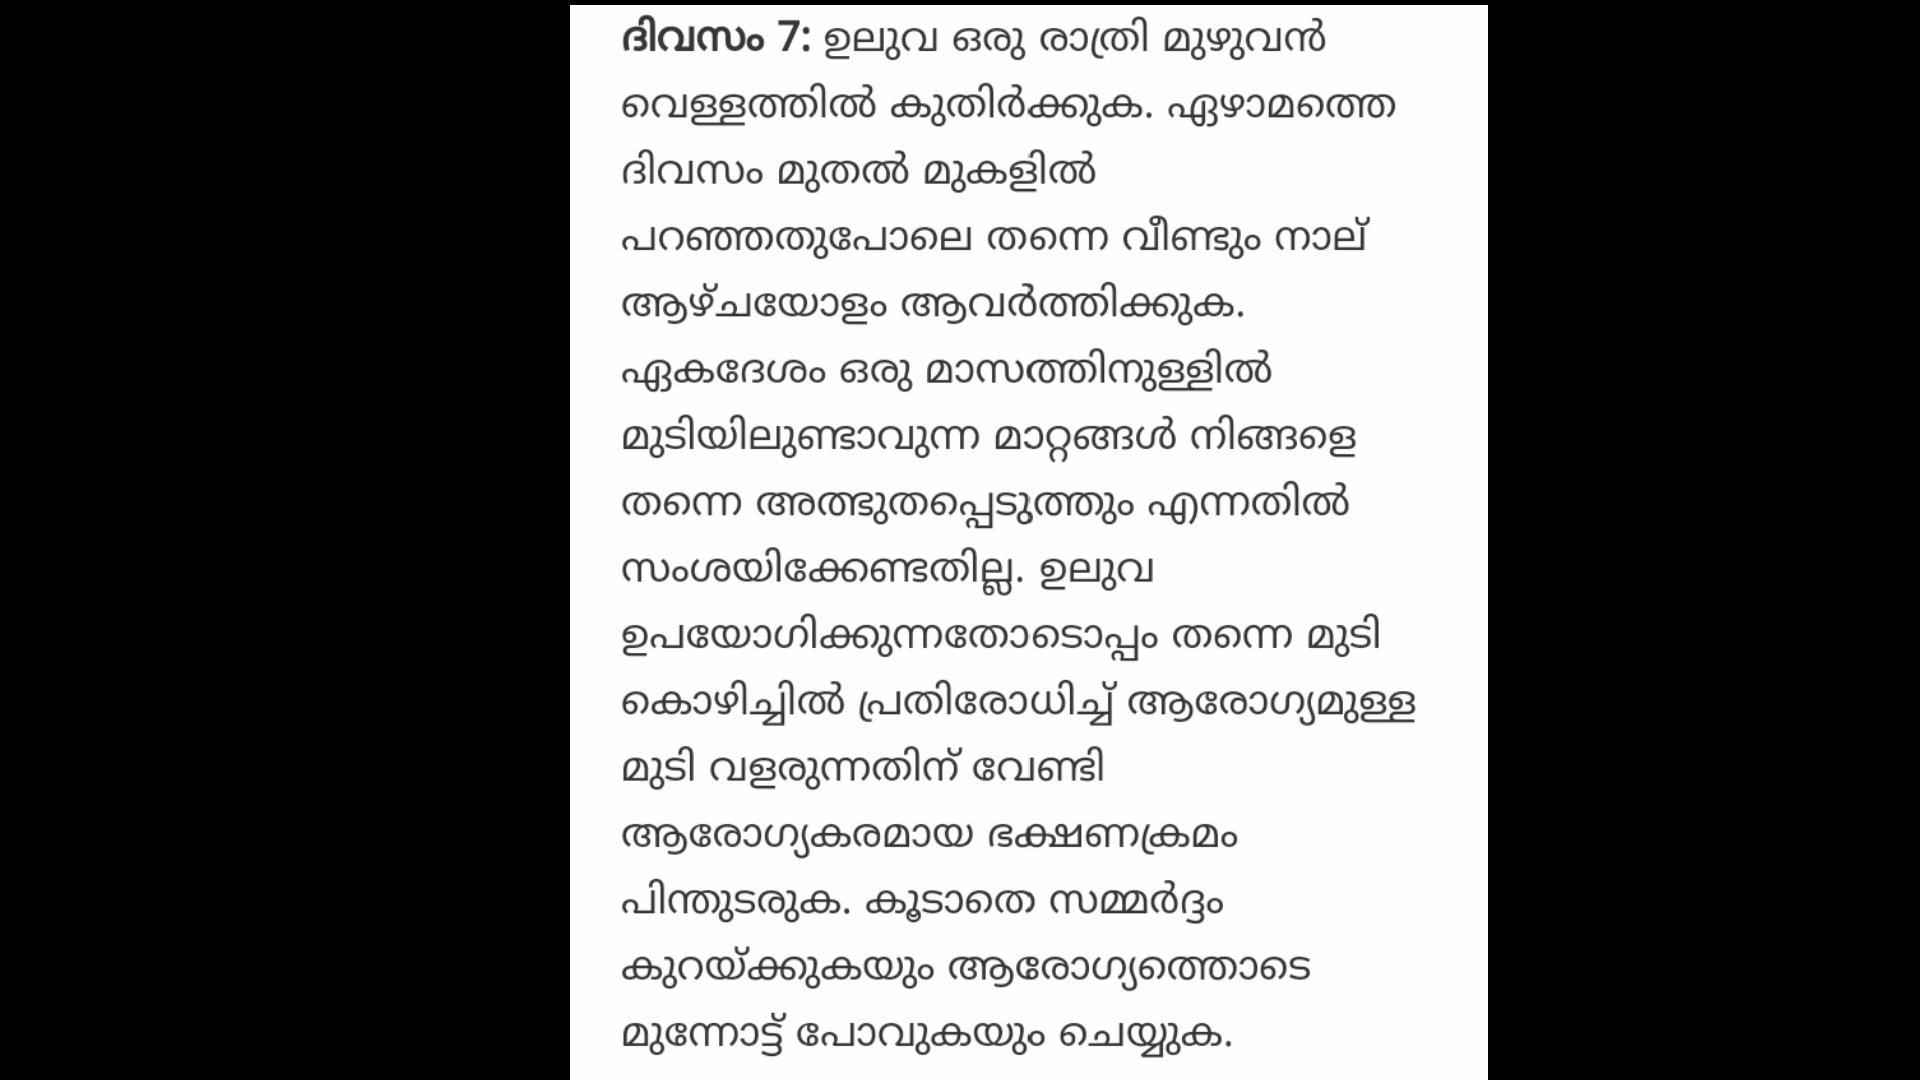 ദിവസം 7: ഉലുവ ഒരു രാത്രി മുഴുവൻ
വെള്ളത്തിൽ കുതിർക്കുക. ഏഴാമത്തെ
ദിവസം മുതൽ മുകളിൽ
പറഞ്ഞതുപോലെ തന്നെ വീണ്ടും നാല്
ആഴ്ചയോളം ആവർത്തിക്കുക.
ഏകദേശം ഒരു മാസത്തിനുള്ളിൽ
മുടിയിലുണ്ടാവുന്ന മാറ്റങ്ങൾ നിങ്ങളെ
തന്നെ അത്ഭുതപ്പെടുത്തും എന്നതിൽ
സംശയിക്കേണ്ടതില്ല. ഉലുവ
ഉപയോഗിക്കുന്നതോടൊപ്പം തന്നെ മുടി
കൊഴിച്ചിൽ പ്രതിരോധിച്ച് ആരോഗ്യമുള്ള
മുടി വളരുന്നതിന് വേണ്ടി
ആരോഗ്യകരമായ ഭക്ഷണക്രമം
പിന്തുടരുക. കൂടാതെ സമ്മർദ്ദം
കുറയ്ക്കുകയും ആരോഗ്യത്തൊടെ
മുന്നോട്ട് പോവുകയും ചെയ്യുക.